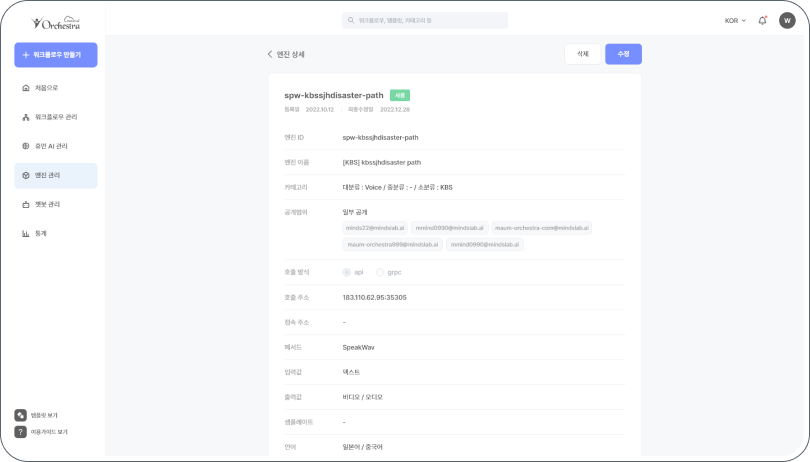 Orchestra
워크플로우, 템플릿, 카테고리 등
KOR
W
+ 워크플로우 만들기
처음으로
워크플로우 관리
휴먼 AI 관리
엔진 관리
챗봇 관리
통계
템플릿 보기
? 이용가이드 보기
< 엔진 상세
삭제
수정
spw-kbssjhdisaster-path 사용
등록일 2022.10.12 | 최종수정일 2022.12.28
엔진 ID spw-kbssjhdisaster-path
엔진 이름 [KBS] kbssjhdisaster path
카테고리 대분류 : Voice / 중분류 : - / 소분류 : KBS
공개범위 일부 공개
minds22@mindslab.ai mmind0990@mindslab.ai maum-orchestra-com@mindslab.ai
maum-orchestra999@mindslab.ai mmind0890@mindslab.ai
호출 방식 api grpc
호출 주소 183.110.62.95:35305
접속 주소 -
메서드 SpeakWav
입력값 텍스트
출력값 비디오 / 오디오
템플레이트 -
언어 일본어 / 중국어